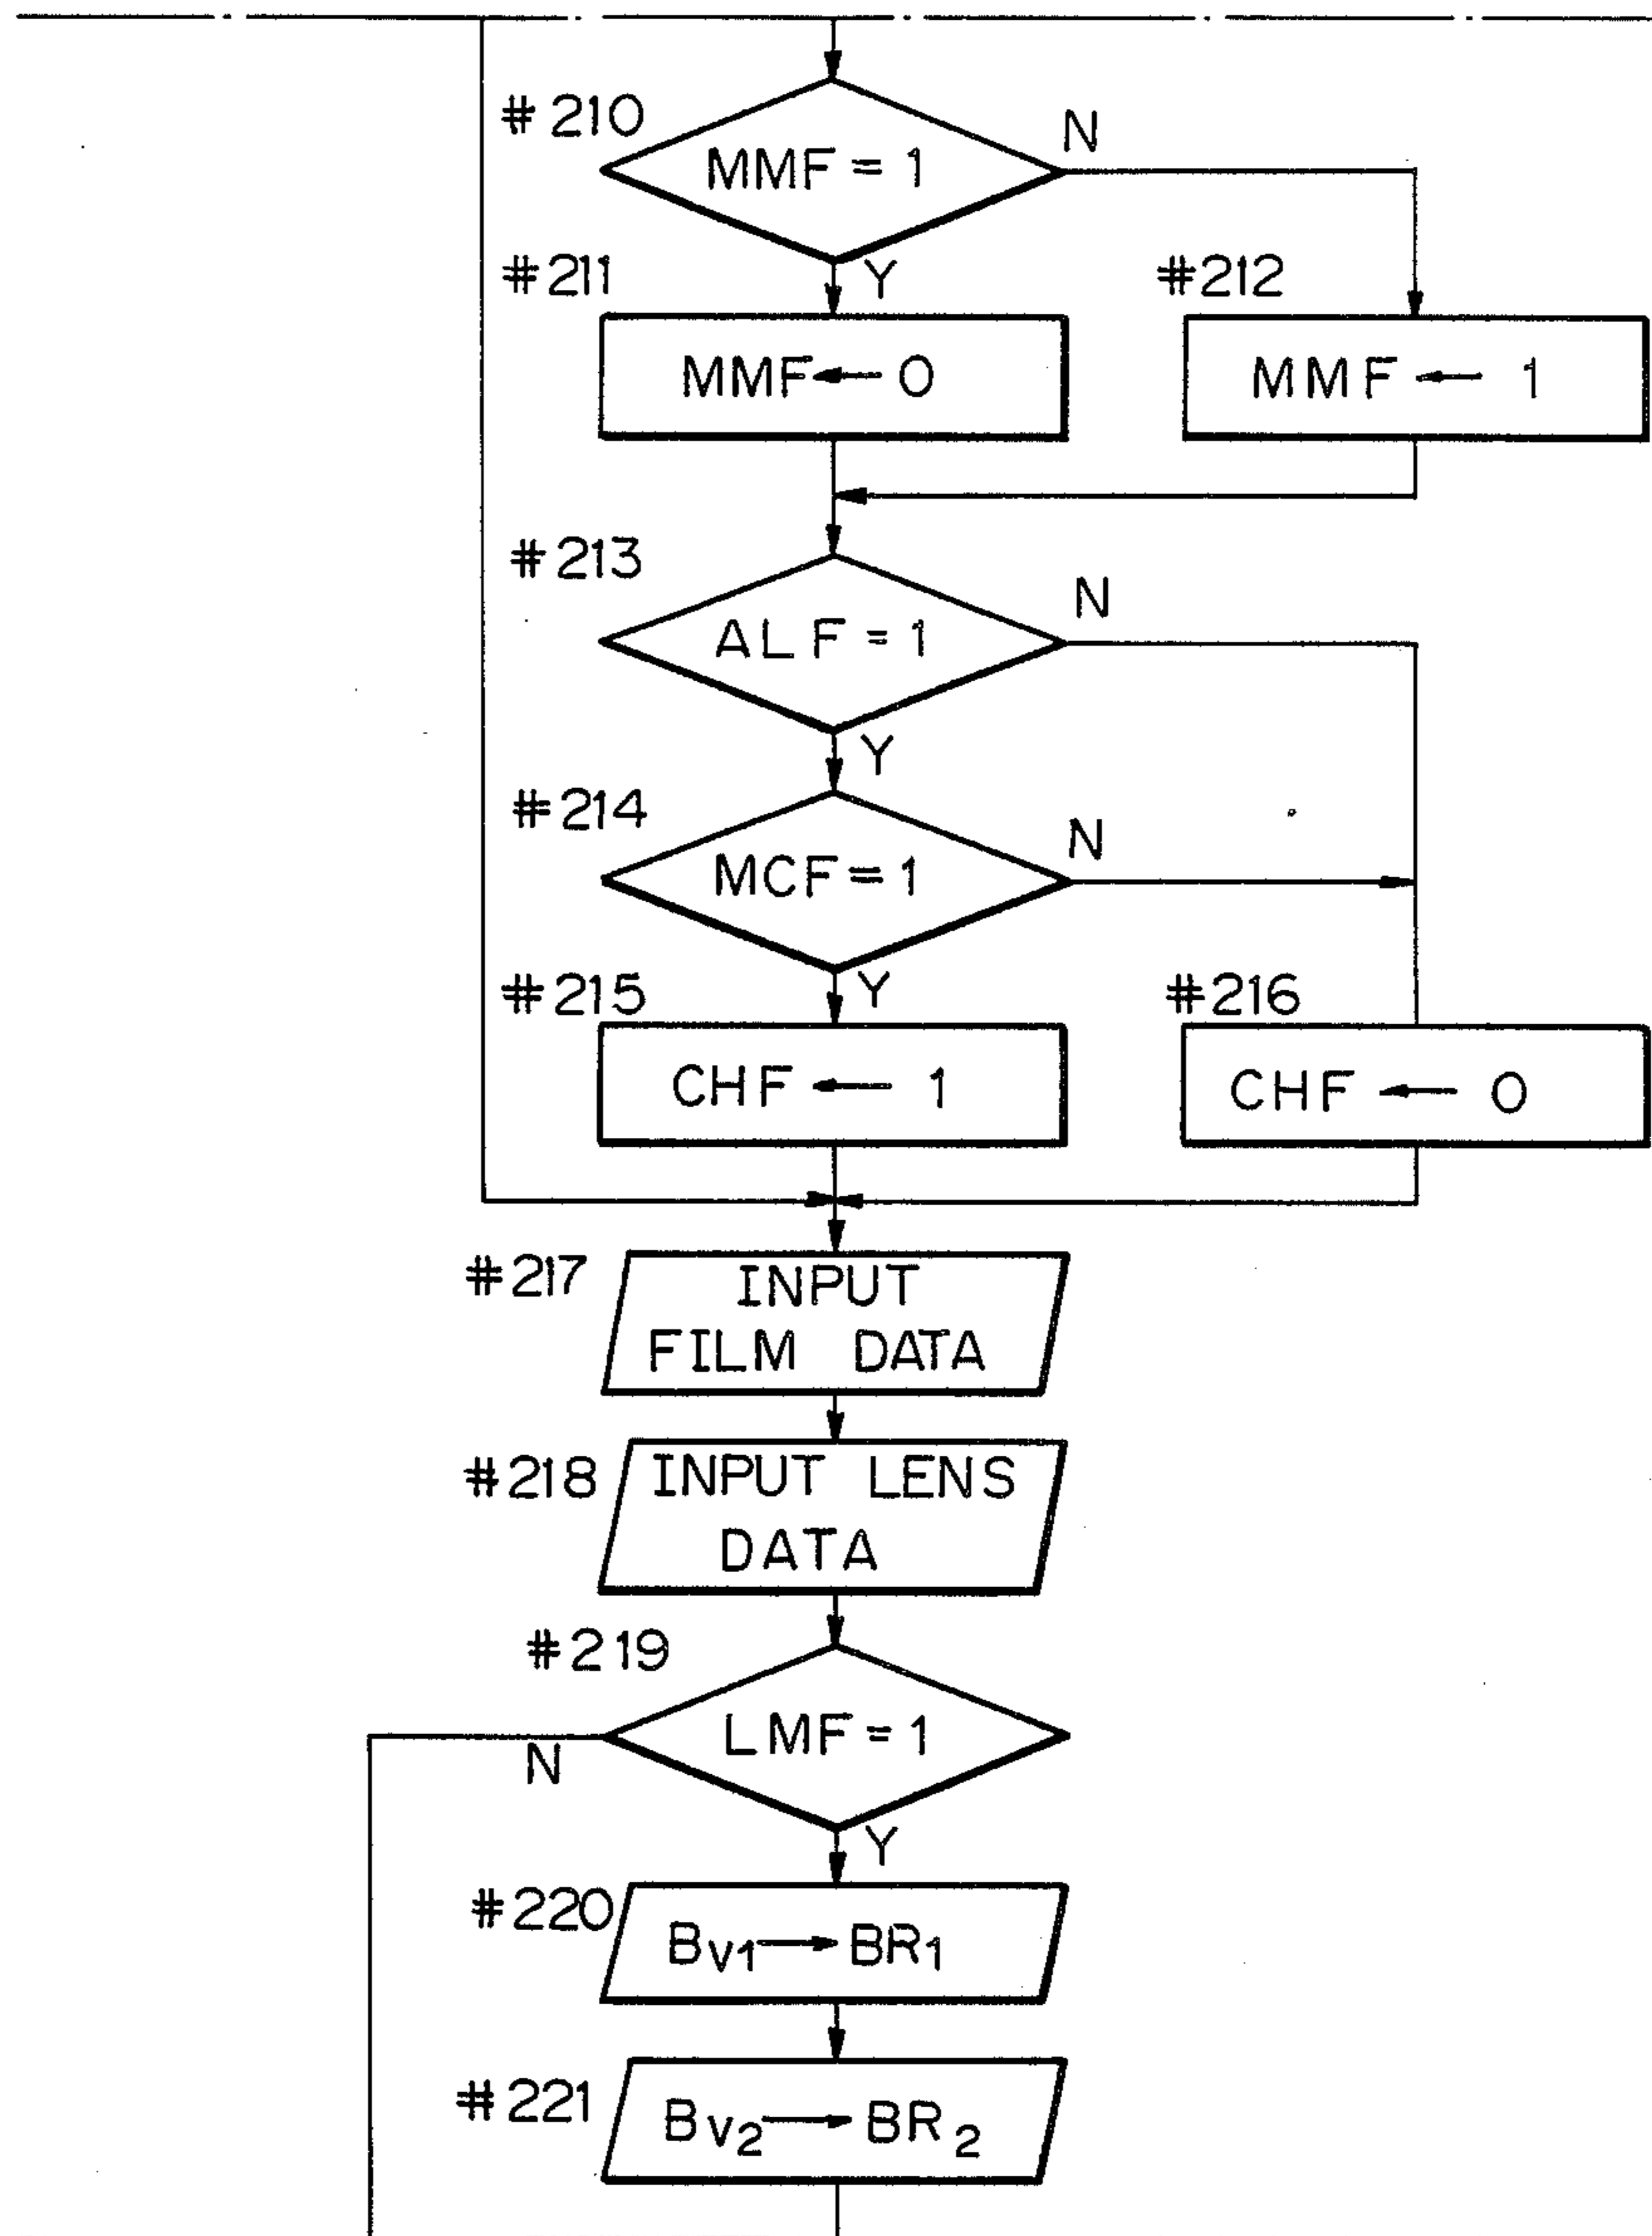 #210
MMF = 1
N
Y
#211
MMF ← 0
#212
MMF ← 1
#213
ALF = 1
N
Y
#214
MCF = 1
N
Y
#215
CHF ← 1
#216
CHF ← 0
#217
INPUT
FILM DATA
#218
INPUT LENS
DATA
#219
LMF = 1
N
Y
#220
Bv1 → BR1
#221
Bv2 → BR2